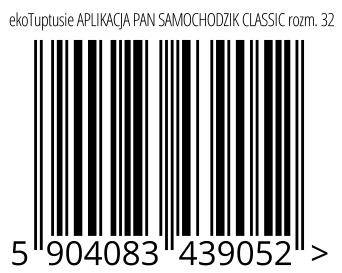 ekoTuptusie APLIKACJA PAN SAMOCHODZIK CLASSIC rozm. 32
5 904083 439052 >